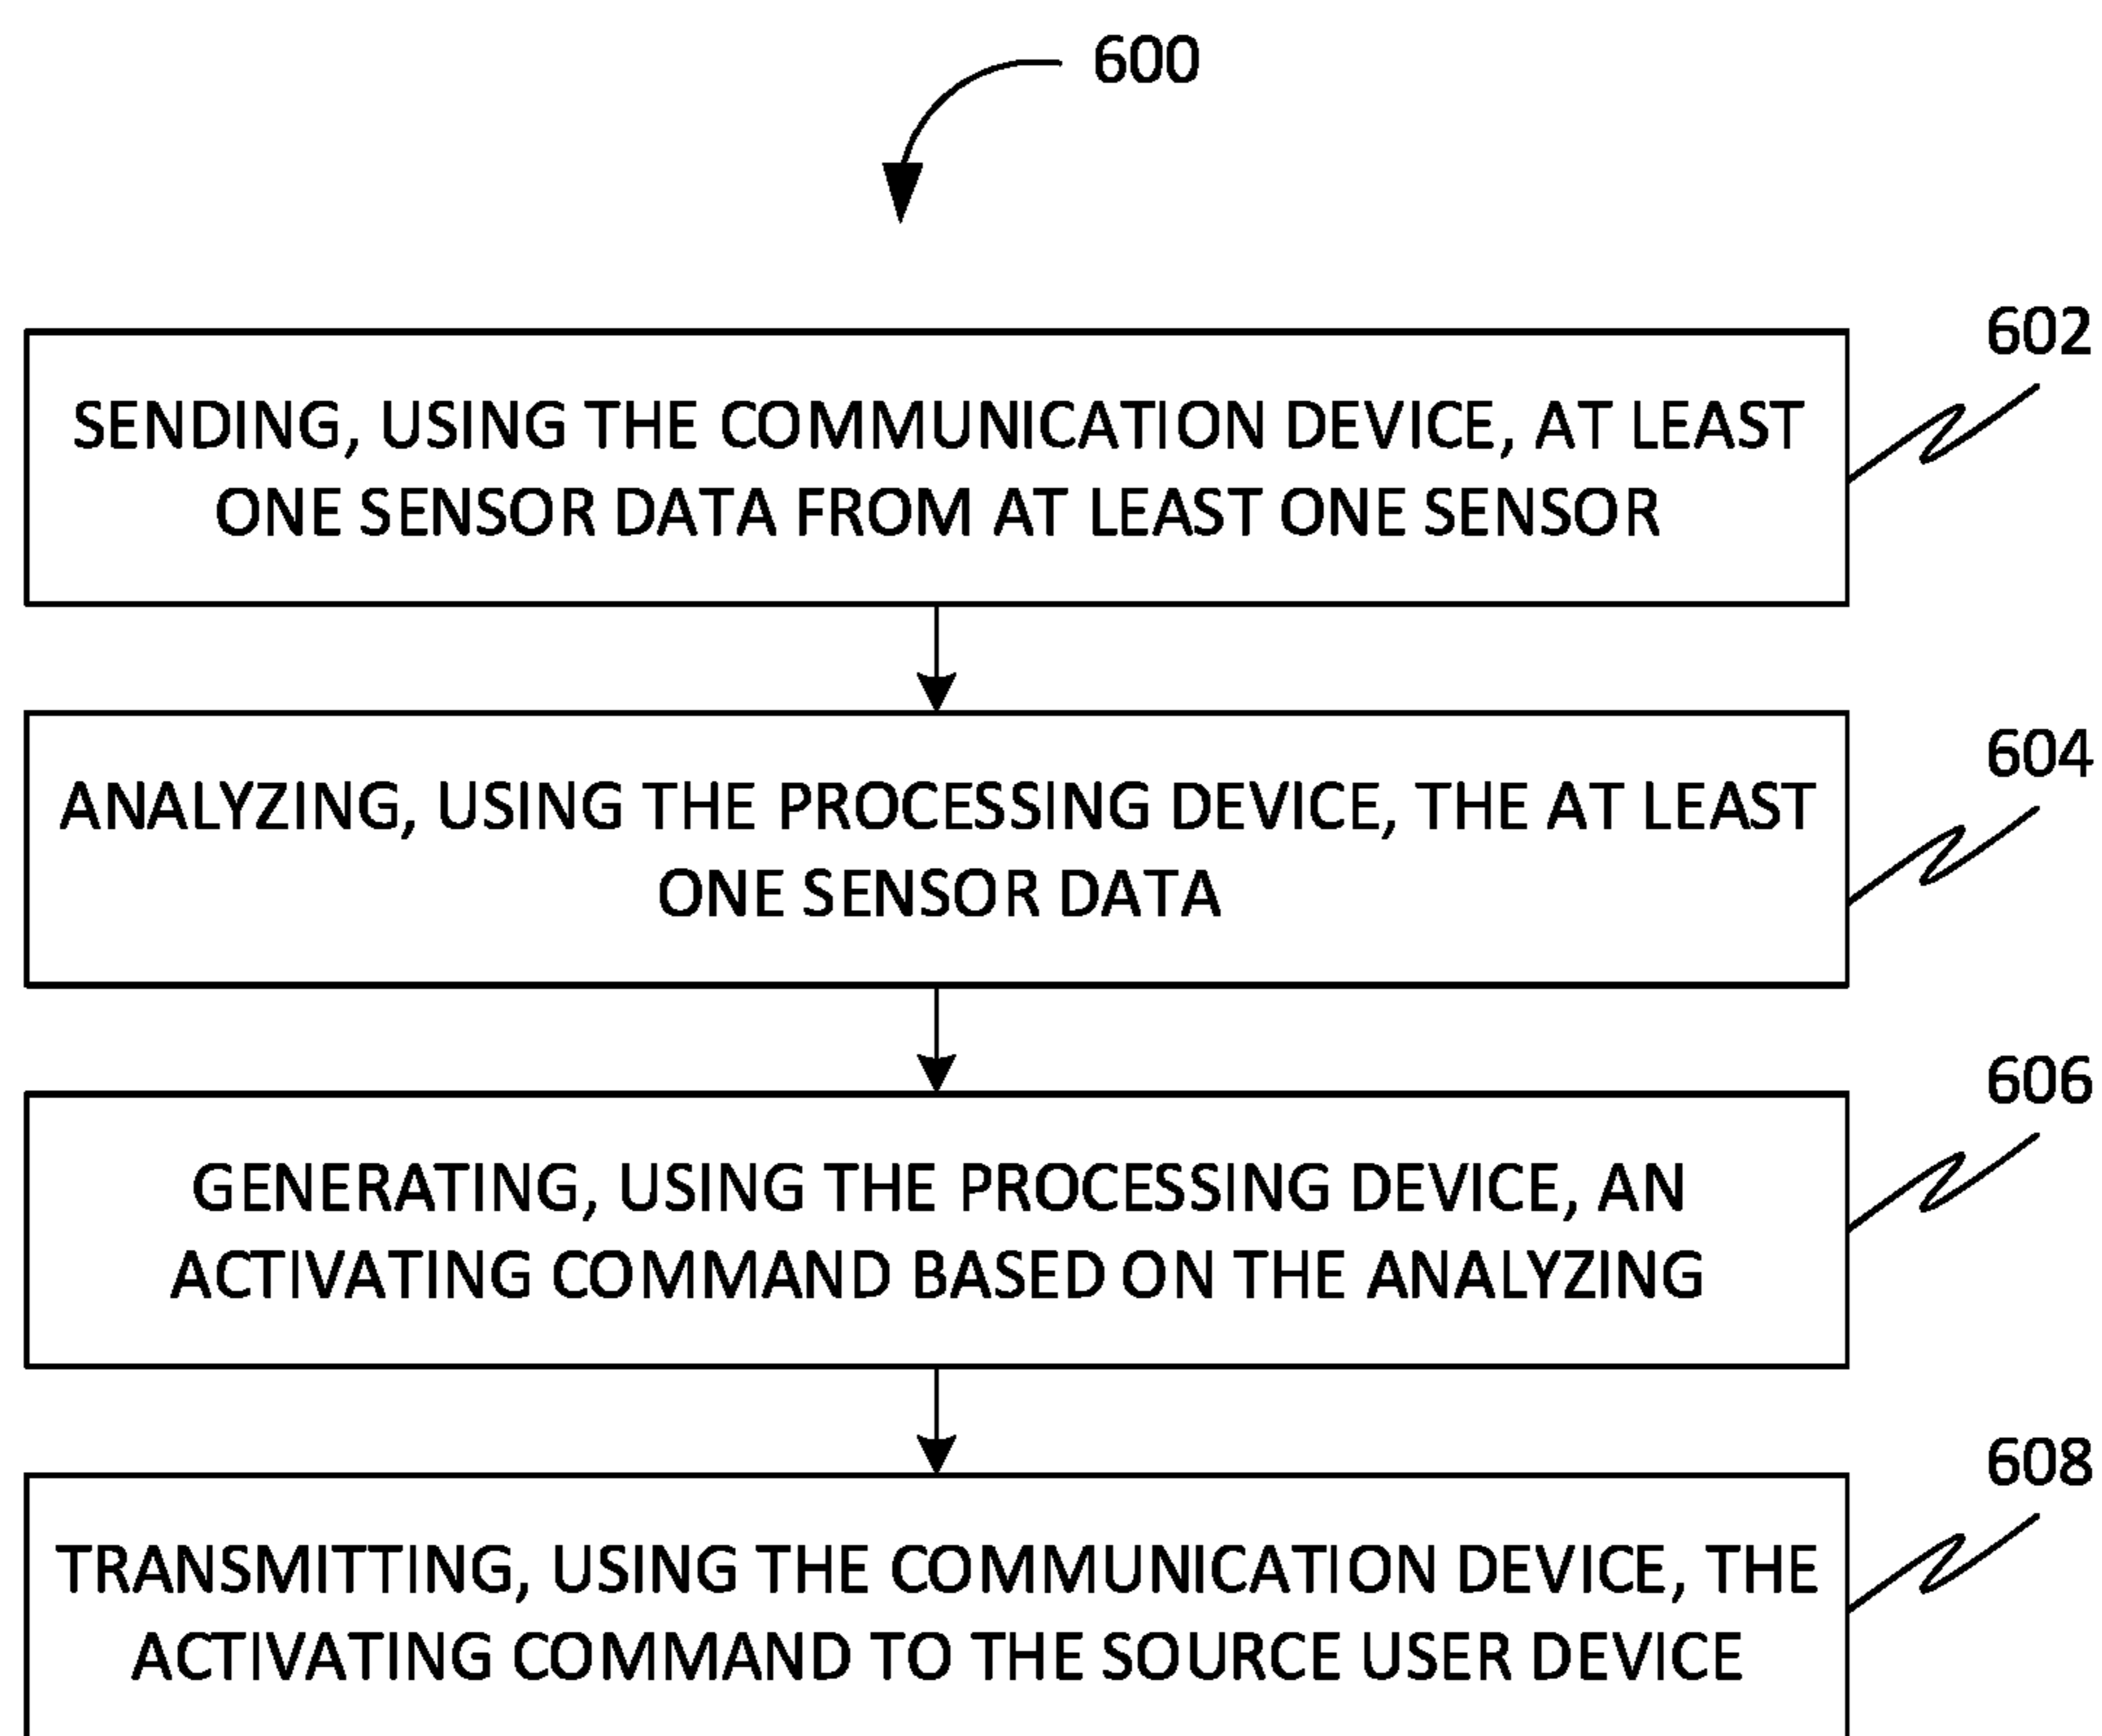 600
602
SENDING, USING THE COMMUNICATION DEVICE, AT LEAST
ONE SENSOR DATA FROM AT LEAST ONE SENSOR
604
ANALYZING, USING THE PROCESSING DEVICE, THE AT LEAST
ONE SENSOR DATA
606
GENERATING, USING THE PROCESSING DEVICE, AN
ACTIVATING COMMAND BASED ON THE ANALYZING
608
TRANSMITTING, USING THE COMMUNICATION DEVICE, THE
ACTIVATING COMMAND TO THE SOURCE USER DEVICE